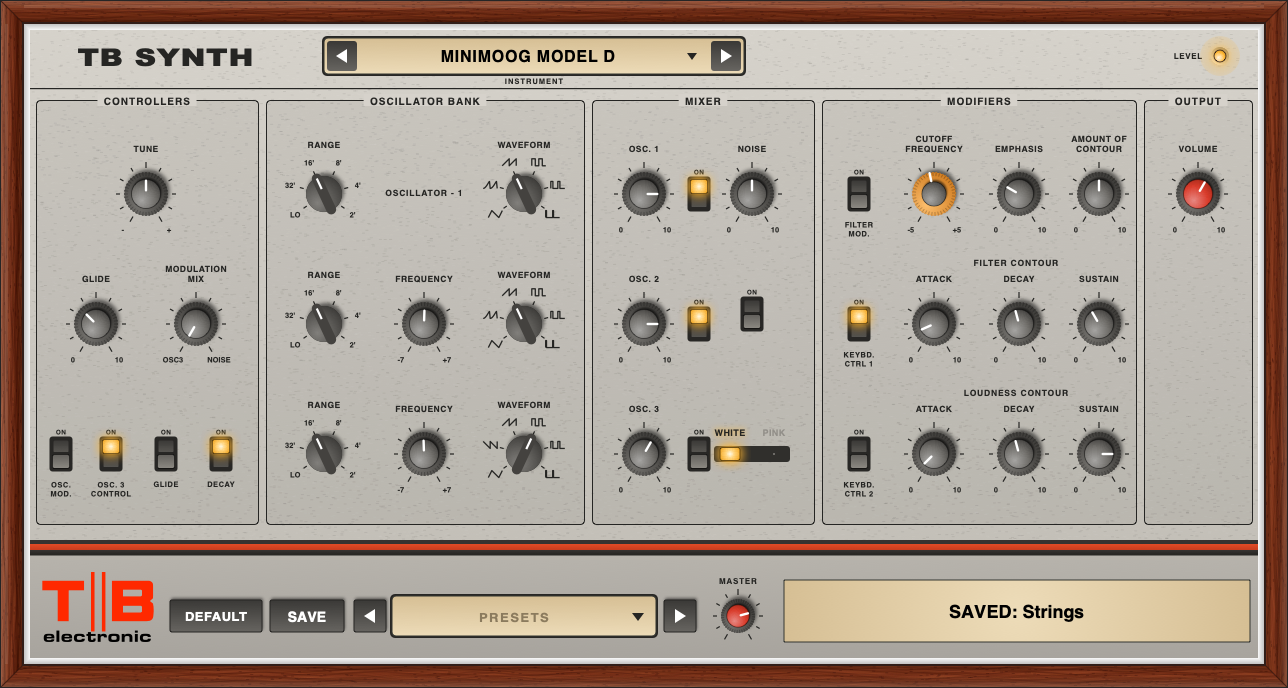 TB SYNTH
MINIMOOG MODEL D
INSTRUMENT
LEVEL
CONTROLLERS
TUNE
- +
GLIDE
0 10
MODULATION
MIX
OSC3 NOISE
ON
OSC.
MOD.
ON
OSC. 3
CONTROL
ON
GLIDE
ON
DECAY
OSCILLATOR BANK
RANGE
LO 32' 16' 8' 4' 2'
OSCILLATOR - 1
WAVEFORM
RANGE
LO 32' 16' 8' 4' 2'
FREQUENCY
-7 +7
WAVEFORM
RANGE
LO 32' 16' 8' 4' 2'
FREQUENCY
-7 +7
WAVEFORM
MIXER
OSC. 1
0 10
ON
NOISE
0 10
OSC. 2
0 10
ON
ON
OSC. 3
0 10
ON
WHITE PINK
MODIFIERS
ON
FILTER
MOD.
CUTOFF
FREQUENCY
-5 +5
EMPHASIS
0 10
AMOUNT OF
CONTOUR
0 10
FILTER CONTOUR
ON
KEYBD.
CTRL 1
ATTACK
0 10
DECAY
0 10
SUSTAIN
0 10
LOUDNESS CONTOUR
ON
KEYBD.
CTRL 2
ATTACK
0 10
DECAY
0 10
SUSTAIN
0 10
OUTPUT
VOLUME
0 10
TB
electronic
DEFAULT
SAVE
PRESETS
MASTER
SAVED: Strings